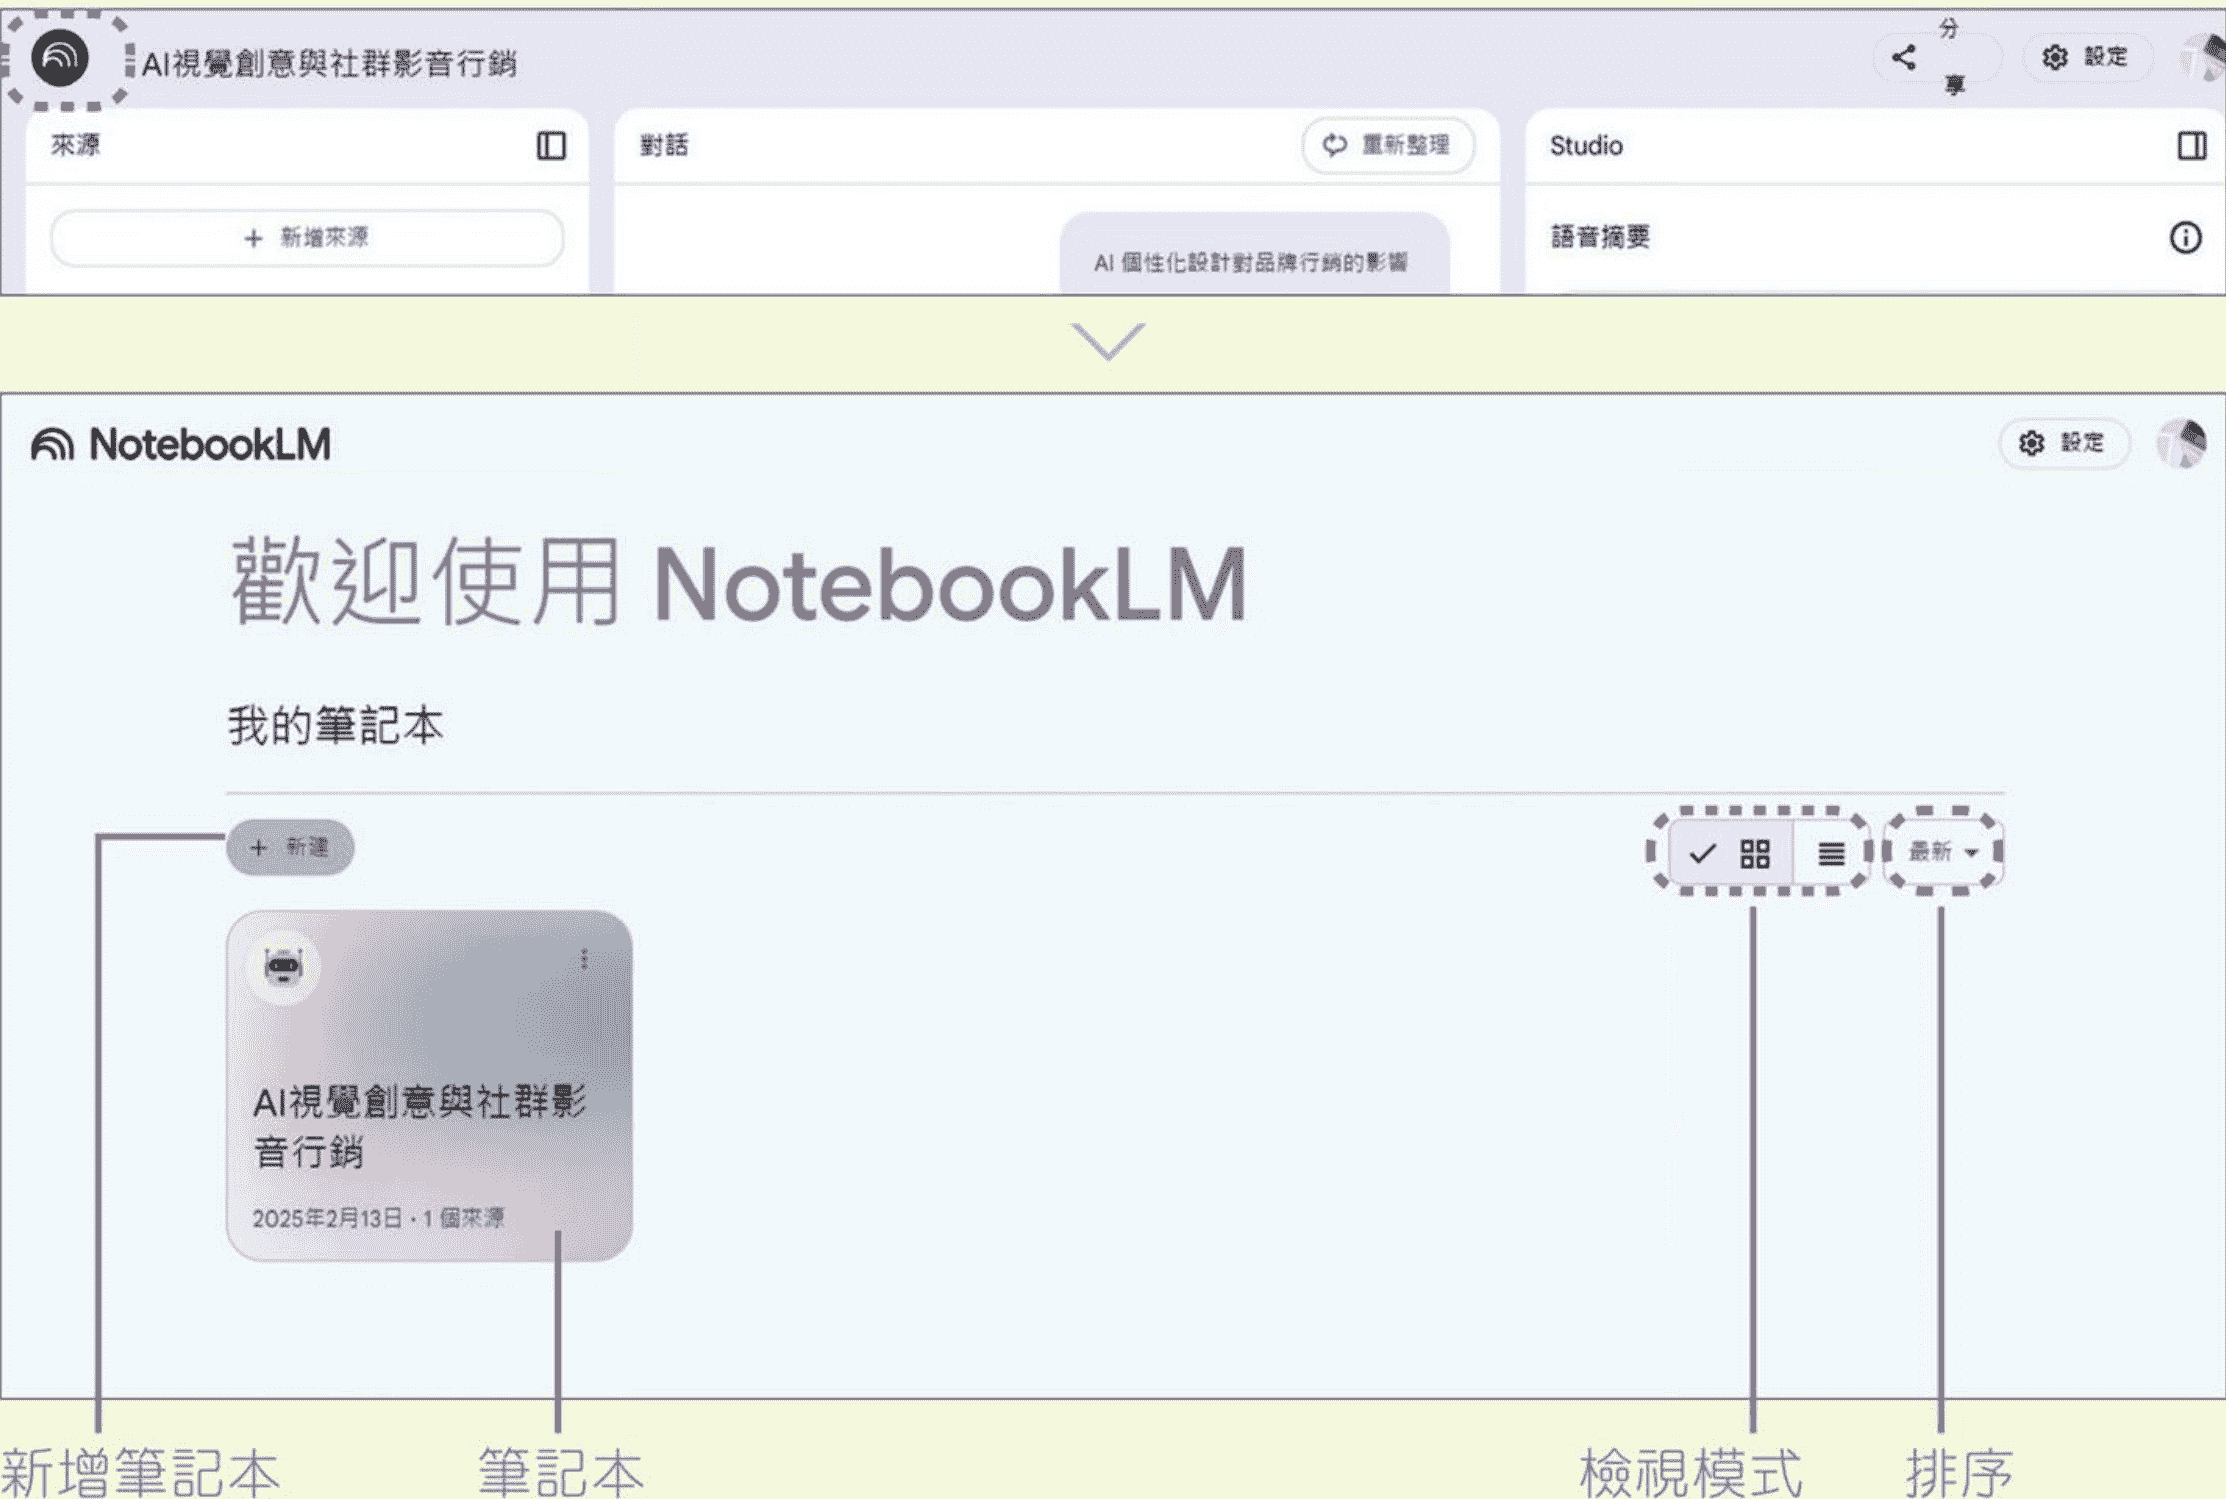 AI視覺創意與社群影音行銷
分享
設定
來源
對話
重新整理
Studio
+ 新增來源
AI 個性化設計對品牌行銷的影響
語音摘要
NotebookLM
設定
歡迎使用 NotebookLM
我的筆記本
+ 新建
最新
AI視覺創意與社群影
音行銷
2025年2月13日・1 個來源
新增筆記本
筆記本
檢視模式
排序